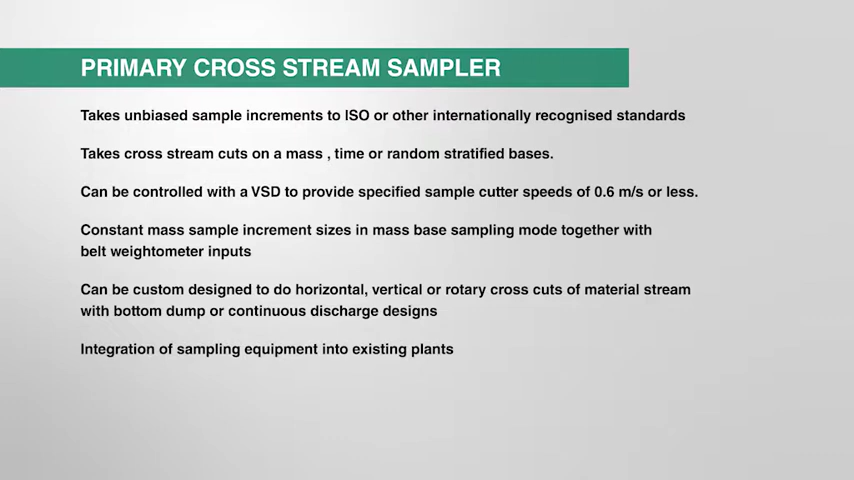 PRIMARY CROSS STREAM SAMPLER
Takes unbiased sample increments to ISO or other internationally recognised standards
Takes cross stream cuts on a mass , time or random stratified bases.
Can be controlled with a VSD to provide specified sample cutter speeds of 0.6 m/s or less.
Constant mass sample increment sizes in mass base sampling mode together with
belt weightometer inputs
Can be custom designed to do horizontal, vertical or rotary cross cuts of material stream
with bottom dump or continuous discharge designs
Integration of sampling equipment into existing plants